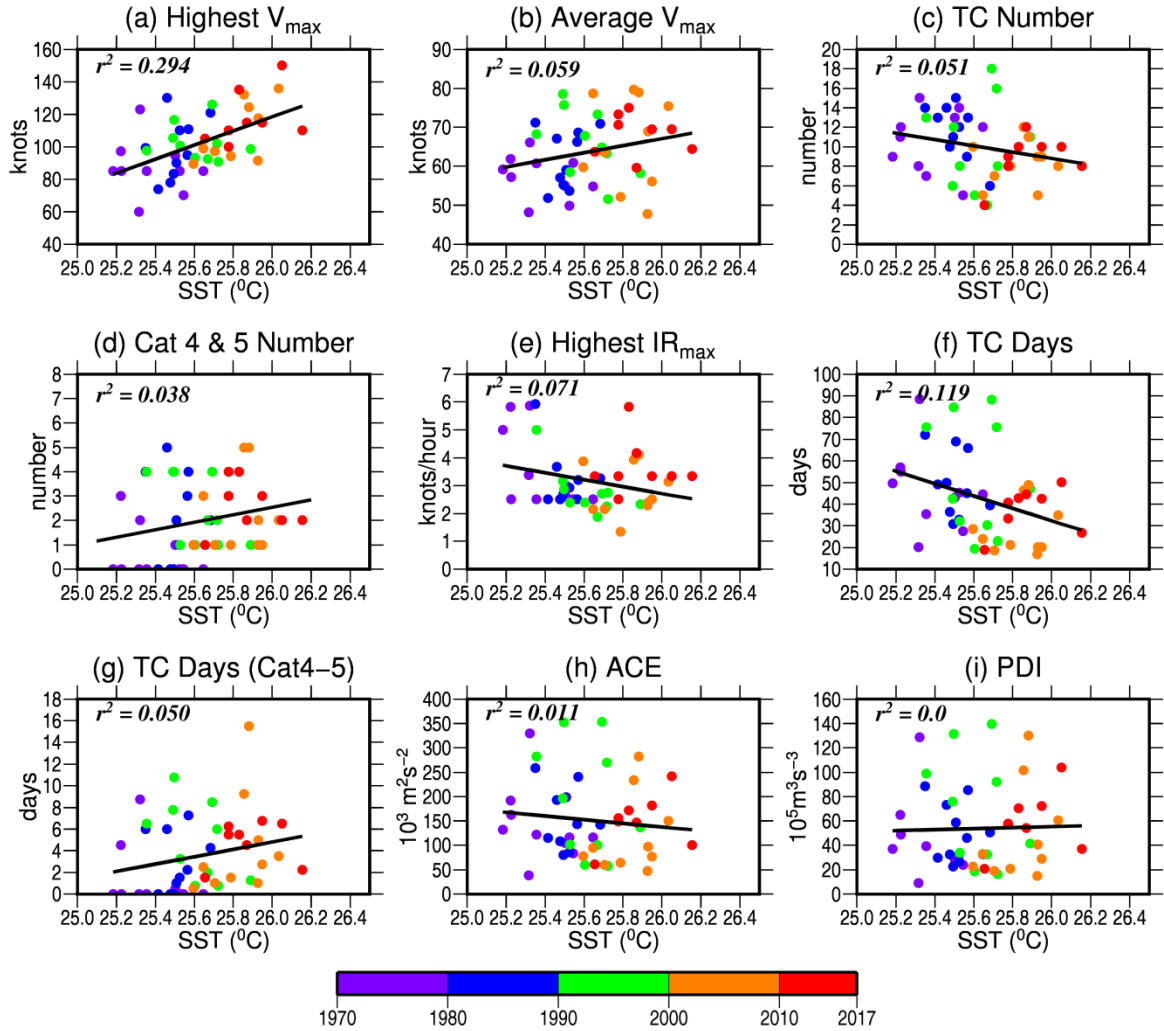 (a) Highest Vmax
(b) Average Vmax
(c) TC Number
r² = 0.294
r² = 0.059
r² = 0.051
knots
160
140
120
100
80
60
40
knots
90
80
70
60
50
40
number
20
18
16
14
12
10
8
6
4
2
0
25.0 25.2 25.4 25.6 25.8 26.0 26.2 26.4
25.0 25.2 25.4 25.6 25.8 26.0 26.2 26.4
25.0 25.2 25.4 25.6 25.8 26.0 26.2 26.4
SST (⁰C)
SST (⁰C)
SST (⁰C)
(d) Cat 4 & 5 Number
(e) Highest IRmax
(f) TC Days
r² = 0.038
r² = 0.071
r² = 0.119
number
8
7
6
5
4
3
2
1
0
knots/hour
7
6
5
4
3
2
1
0
days
100
90
80
70
60
50
40
30
20
10
25.0 25.2 25.4 25.6 25.8 26.0 26.2 26.4
25.0 25.2 25.4 25.6 25.8 26.0 26.2 26.4
25.0 25.2 25.4 25.6 25.8 26.0 26.2 26.4
SST (⁰C)
SST (⁰C)
SST (⁰C)
(g) TC Days (Cat4−5)
(h) ACE
(i) PDI
r² = 0.050
r² = 0.011
r² = 0.0
days
18
16
14
12
10
8
6
4
2
0
10³ m²s⁻²
400
350
300
250
200
150
100
50
0
10⁵m³s⁻³
160
140
120
100
80
60
40
20
0
25.0 25.2 25.4 25.6 25.8 26.0 26.2 26.4
25.0 25.2 25.4 25.6 25.8 26.0 26.2 26.4
25.0 25.2 25.4 25.6 25.8 26.0 26.2 26.4
SST (⁰C)
SST (⁰C)
SST (⁰C)
1970 1980 1990 2000 2010 2017